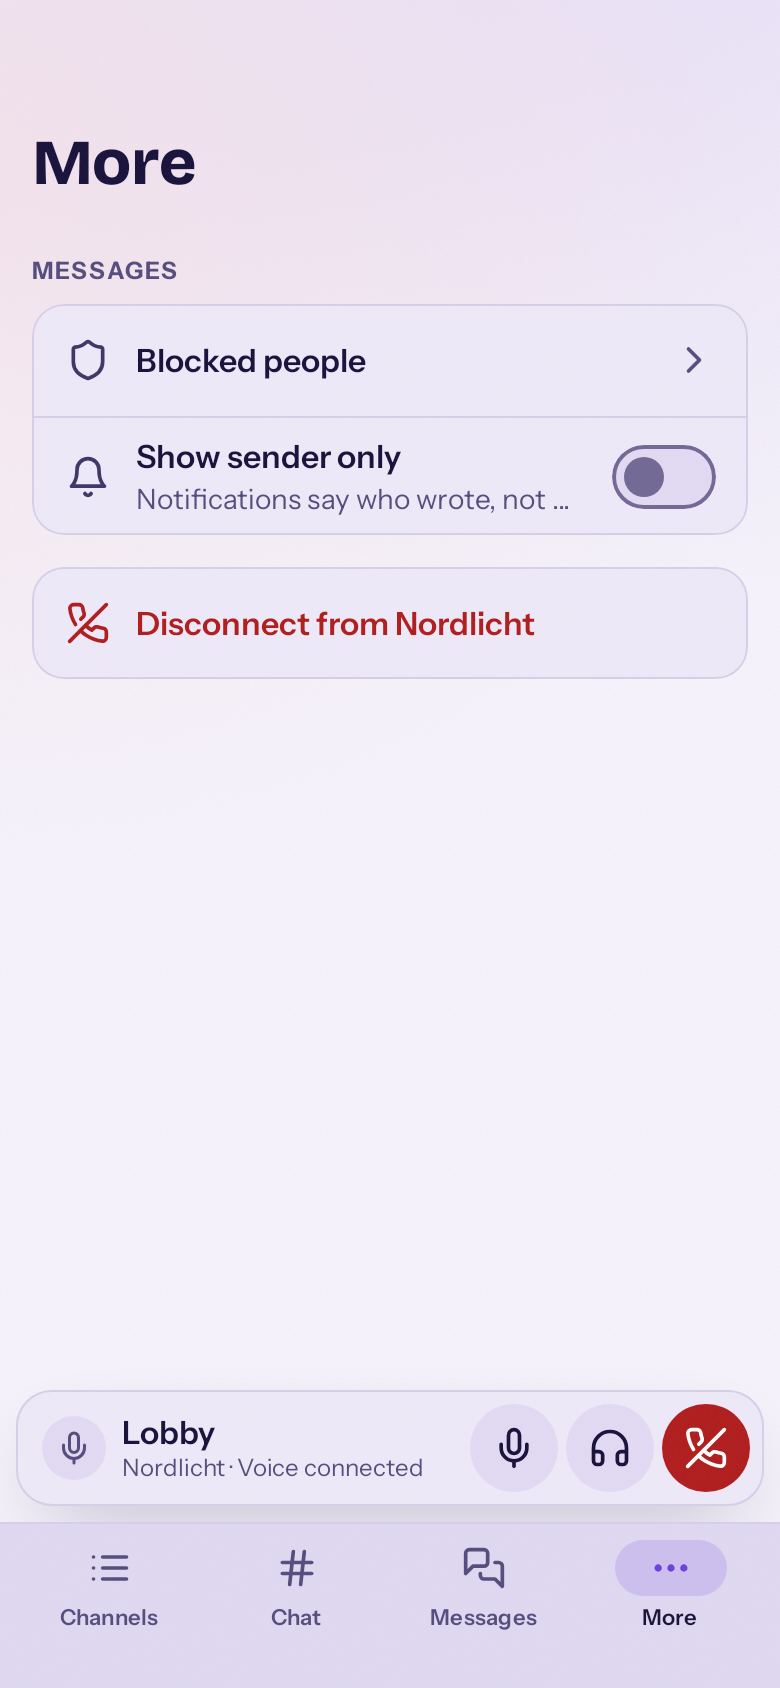 More
MESSAGES
Blocked people
Show sender only
Notifications say who wrote, not ...
Disconnect from Nordlicht
Lobby
Nordlicht · Voice connected
Channels
Chat
Messages
More